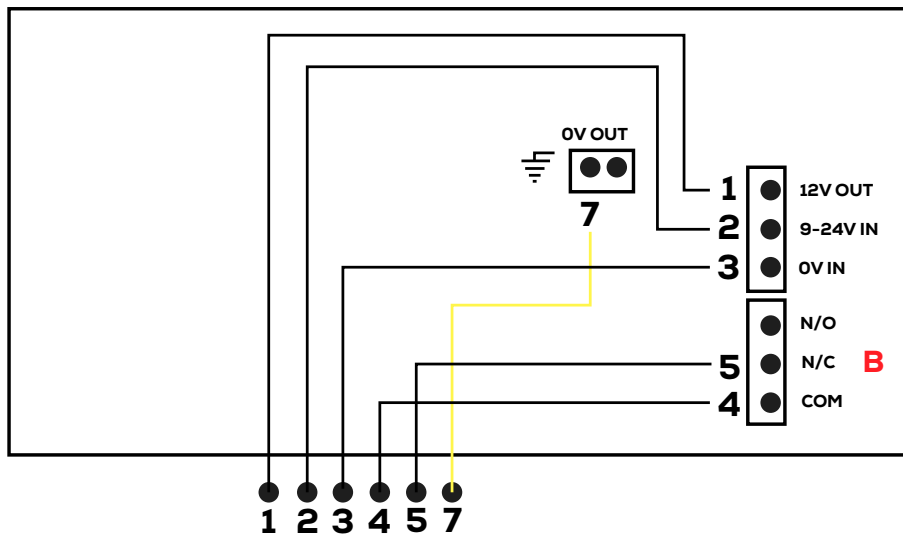 0V OUT
7
1 12V OUT
2 9-24V IN
3 0V IN
N/O
5 N/C B
4 COM
1 2 3 4 5 7